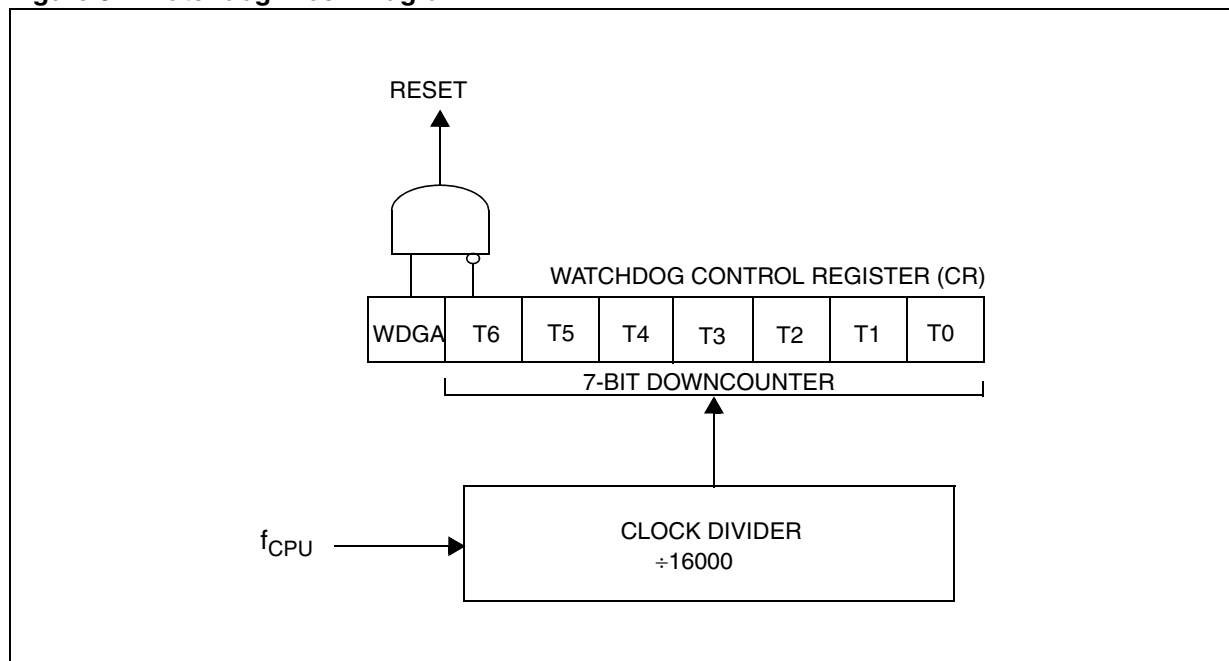 RESET
WATCHDOG CONTROL REGISTER (CR)
WDGA T6 T5 T4 T3 T2 T1 T0
7-BIT DOWNCOUNTER
fCPU
CLOCK DIVIDER
÷16000